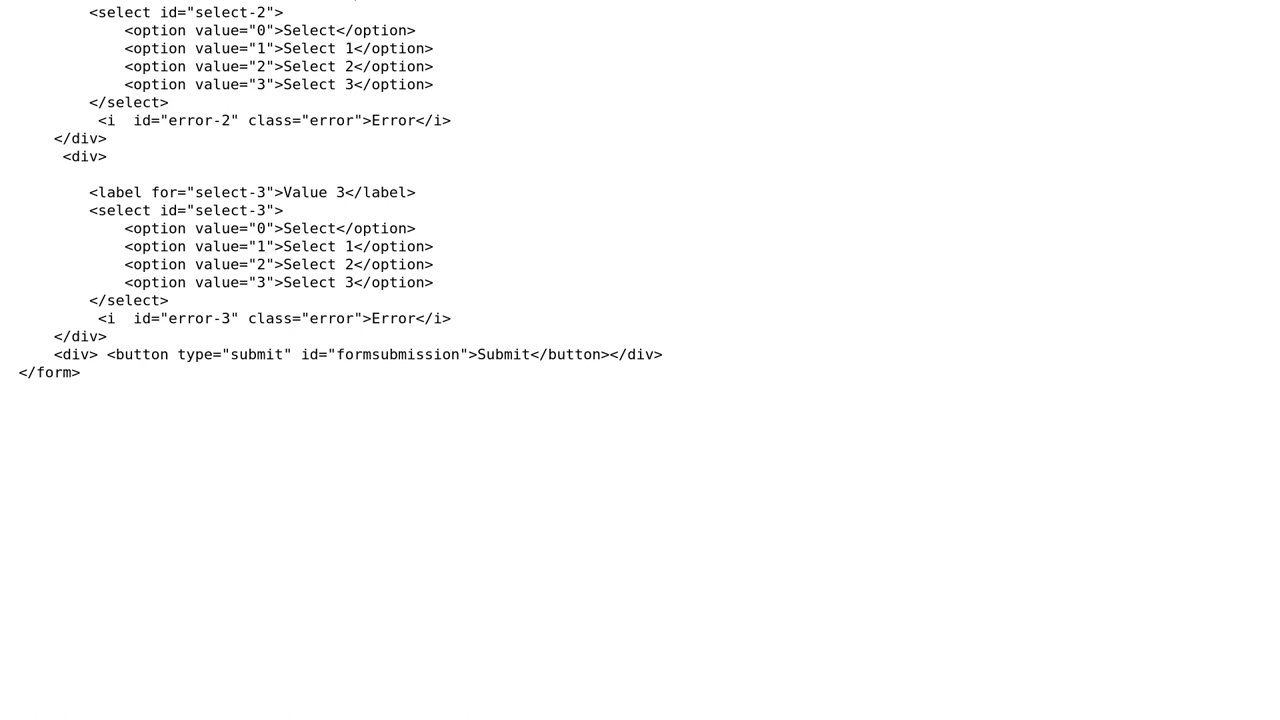 <select id="select-2">
<option value="0">Select</option>
<option value="1">Select 1</option>
<option value="2">Select 2</option>
<option value="3">Select 3</option>
</select>
<i  id="error-2" class="error">Error</i>
</div>
<div>
<label for="select-3">Value 3</label>
<select id="select-3">
<option value="0">Select</option>
<option value="1">Select 1</option>
<option value="2">Select 2</option>
<option value="3">Select 3</option>
</select>
<i  id="error-3" class="error">Error</i>
</div>
<div> <button type="submit" id="formsubmission">Submit</button></div>
</form>